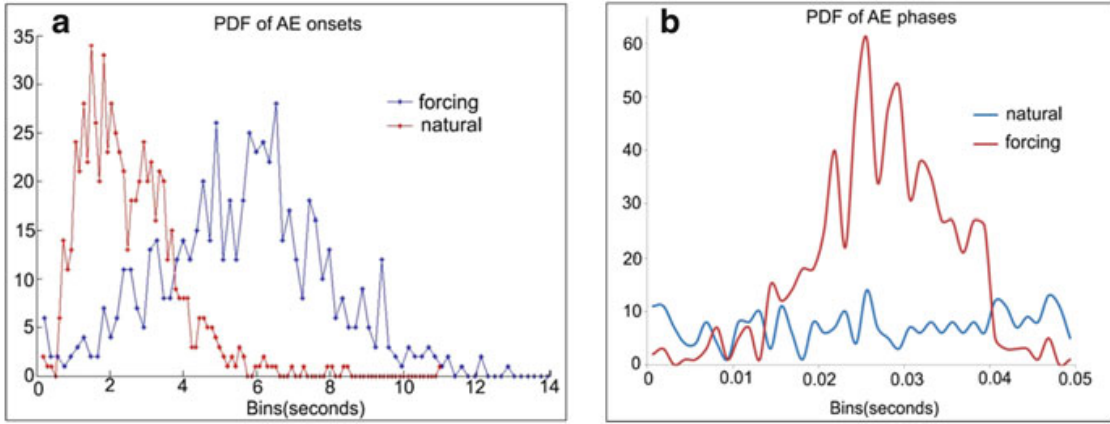 a
PDF of AE onsets
35
30
25
20
15
10
5
0
forcing
natural
0 2 4 6 8 10 12 14
Bins(seconds)
b
PDF of AE phases
60
50
40
30
20
10
0
natural
forcing
0 0.01 0.02 0.03 0.04 0.05
Bins(seconds)